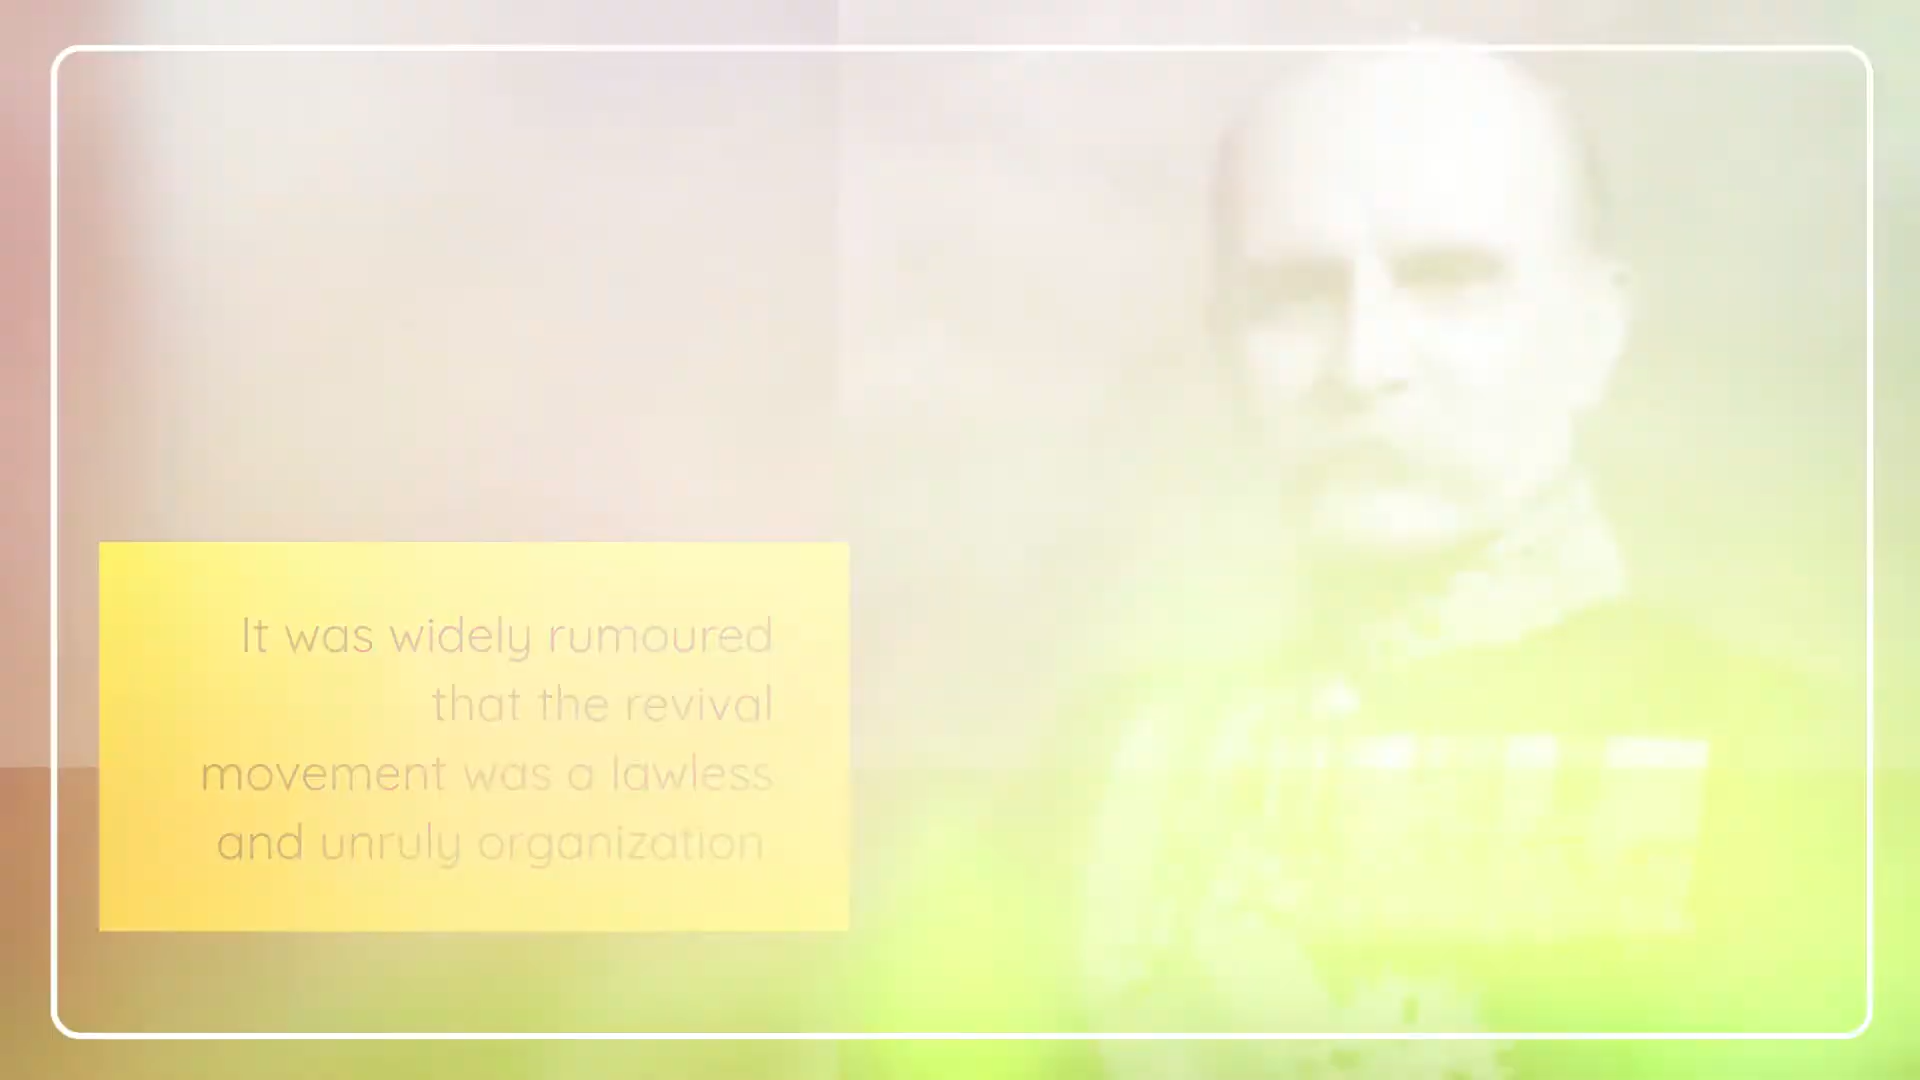 It was widely rumoured
that the revival
movement was a lawless
and unruly organization